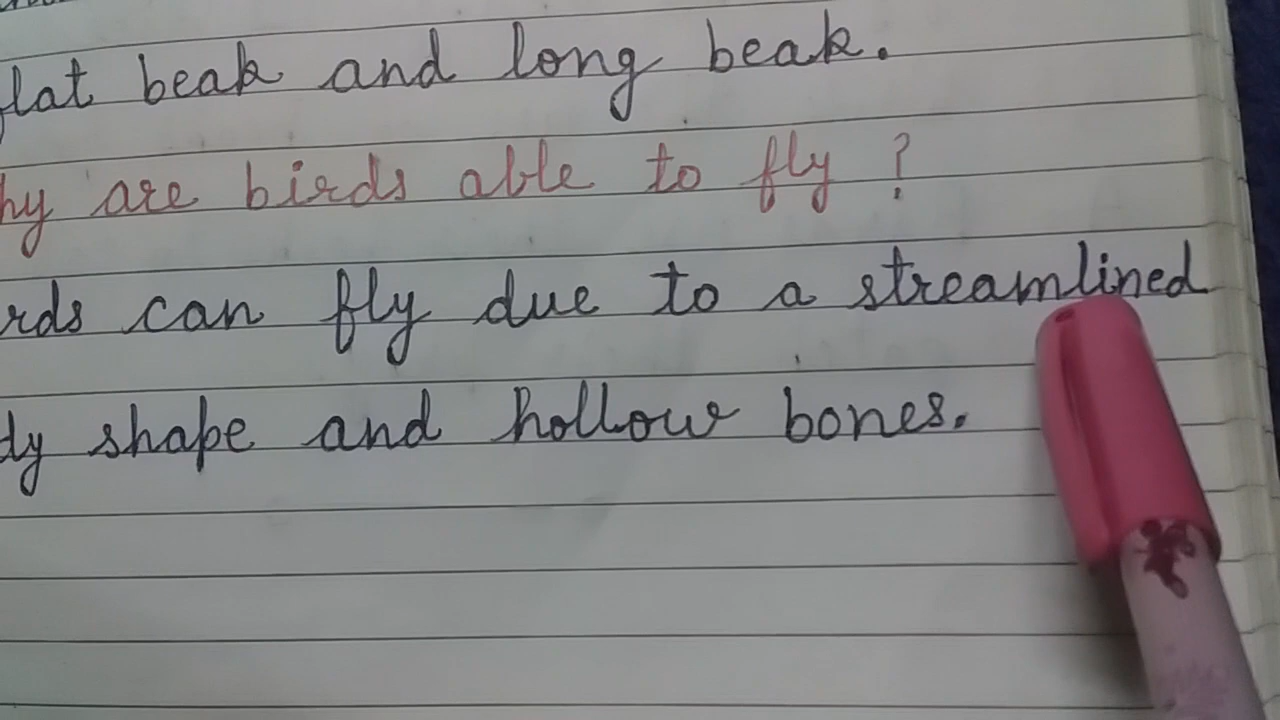 flat beak and long beak.
hy are birds able to fly ?
rds can fly due to a streamlined
dy shape and hollow bones.